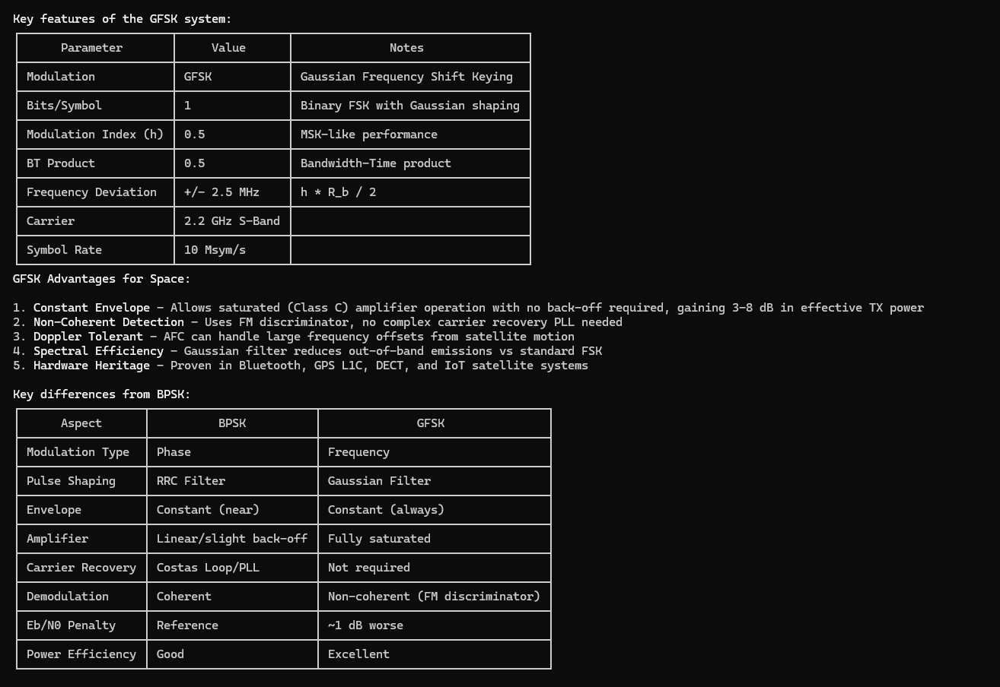 Key features of the GFSK system:
Parameter Value Notes
Modulation GFSK Gaussian Frequency Shift Keying
Bits/Symbol 1 Binary FSK with Gaussian shaping
Modulation Index (h) 0.5 MSK-like performance
BT Product 0.5 Bandwidth-Time product
Frequency Deviation +/- 2.5 MHz h * R_b / 2
Carrier 2.2 GHz S-Band
Symbol Rate 10 Msym/s
GFSK Advantages for Space:
1. Constant Envelope - Allows saturated (Class C) amplifier operation with no back-off required, gaining 3-8 dB in effective TX power
2. Non-Coherent Detection - Uses FM discriminator, no complex carrier recovery PLL needed
3. Doppler Tolerant - AFC can handle large frequency offsets from satellite motion
4. Spectral Efficiency - Gaussian filter reduces out-of-band emissions vs standard FSK
5. Hardware Heritage - Proven in Bluetooth, GPS L1C, DECT, and IoT satellite systems
Key differences from BPSK:
Aspect BPSK GFSK
Modulation Type Phase Frequency
Pulse Shaping RRC Filter Gaussian Filter
Envelope Constant (near) Constant (always)
Amplifier Linear/slight back-off Fully saturated
Carrier Recovery Costas Loop/PLL Not required
Demodulation Coherent Non-coherent (FM discriminator)
Eb/N0 Penalty Reference ~1 dB worse
Power Efficiency Good Excellent